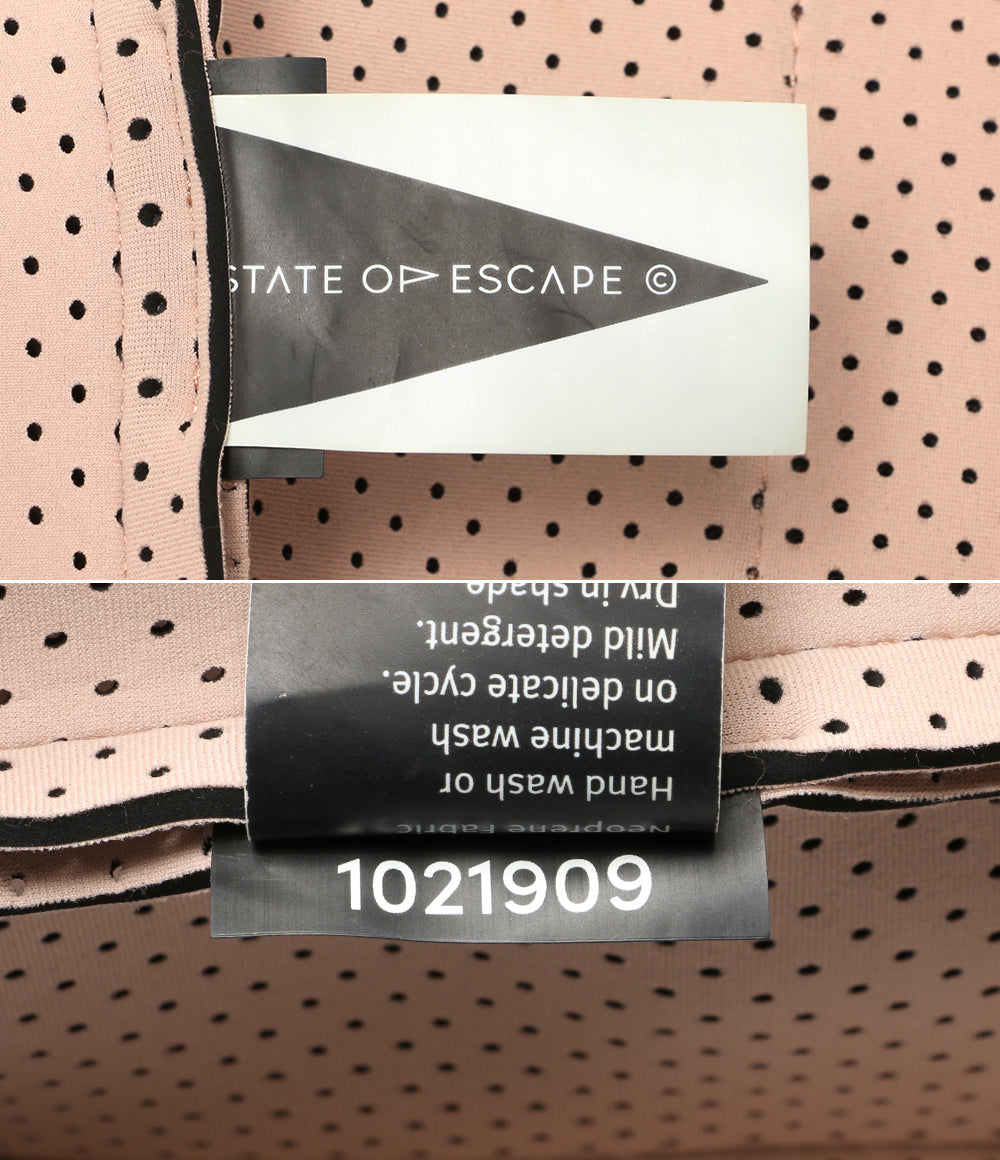 STATE OF ESCAPE ©
Neoprene Fabric
Hand wash or
machine wash
on delicate cycle.
Mild detergent.
Dry in shade
1021909